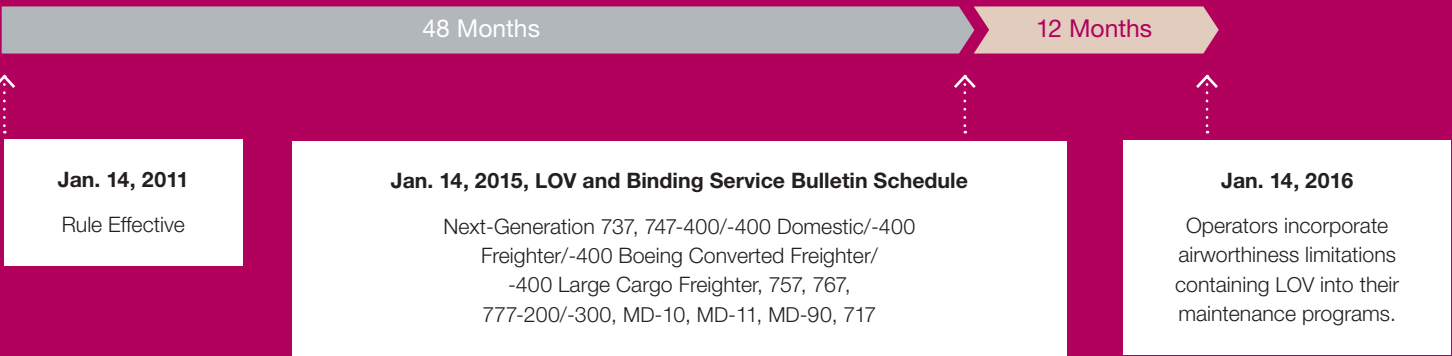 48 Months
12 Months
Jan. 14, 2011
Rule Effective
Jan. 14, 2015, LOV and Binding Service Bulletin Schedule
Next-Generation 737, 747-400/-400 Domestic/-400
Freighter/-400 Boeing Converted Freighter/
-400 Large Cargo Freighter, 757, 767,
777-200/-300, MD-10, MD-11, MD-90, 717
Jan. 14, 2016
Operators incorporate
airworthiness limitations
containing LOV into their
maintenance programs.